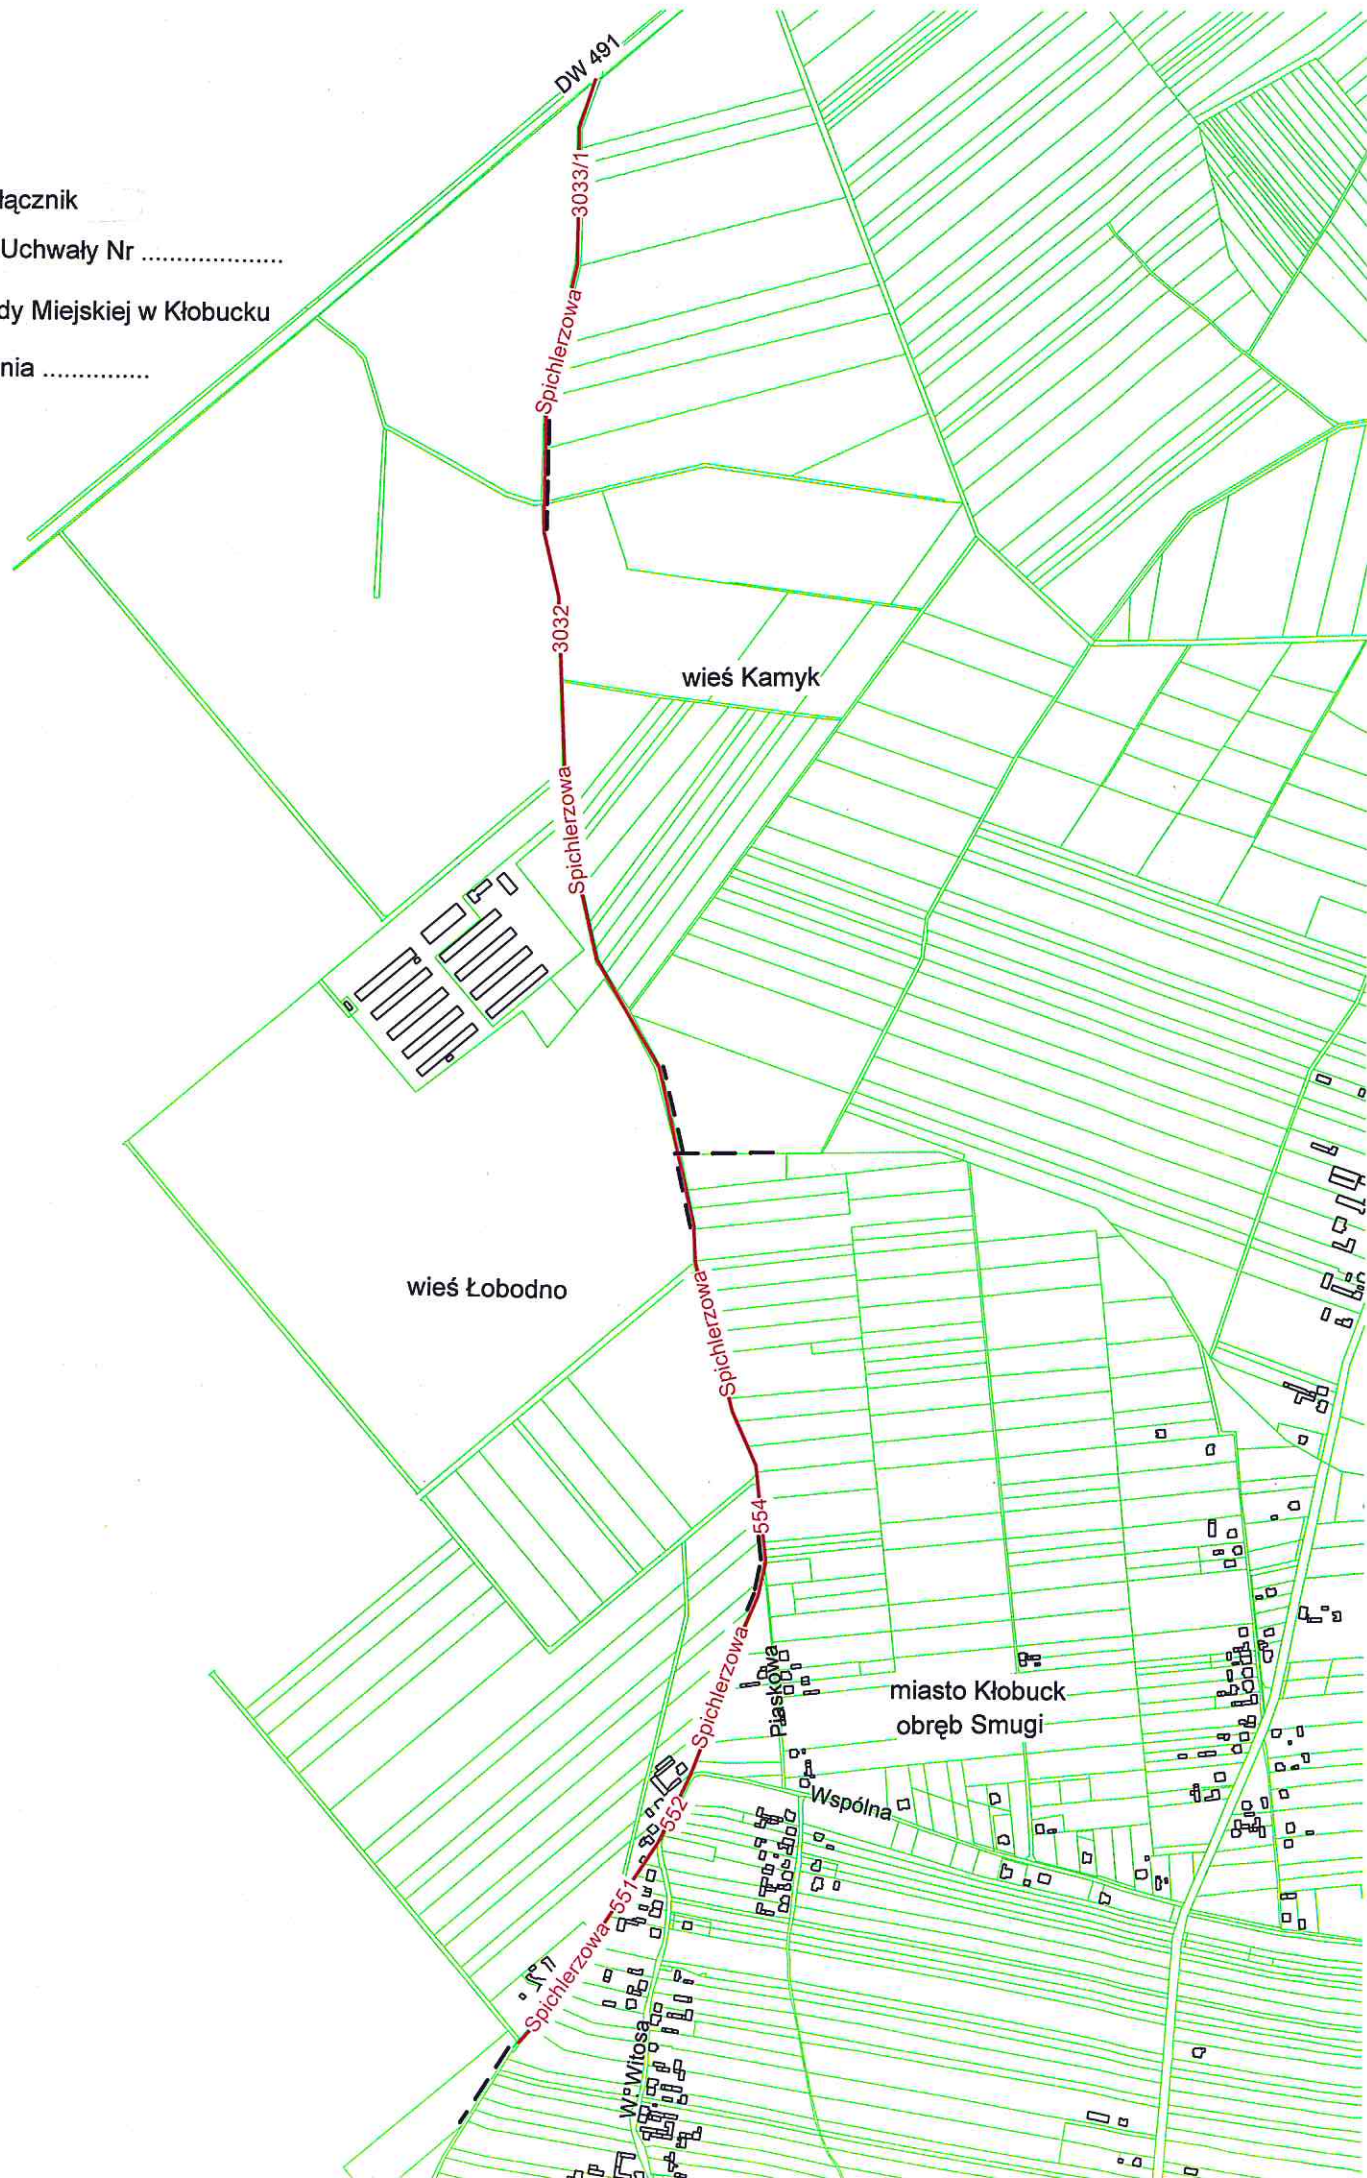 DW 491
łącznik
Uchwały Nr ....................
dy Miejskiej w Kłobucku
nia ...............
3033/1
Spichlerzowa
3032
wieś Kamyk
Spichlerzowa
wieś Łobodno
Spichlerzowa
554
Spichlerzowa
Piaskowa
miasto Kłobuck
obręb Smugi
Wspólna
552
551
Spichlerzowa
W. Witosa